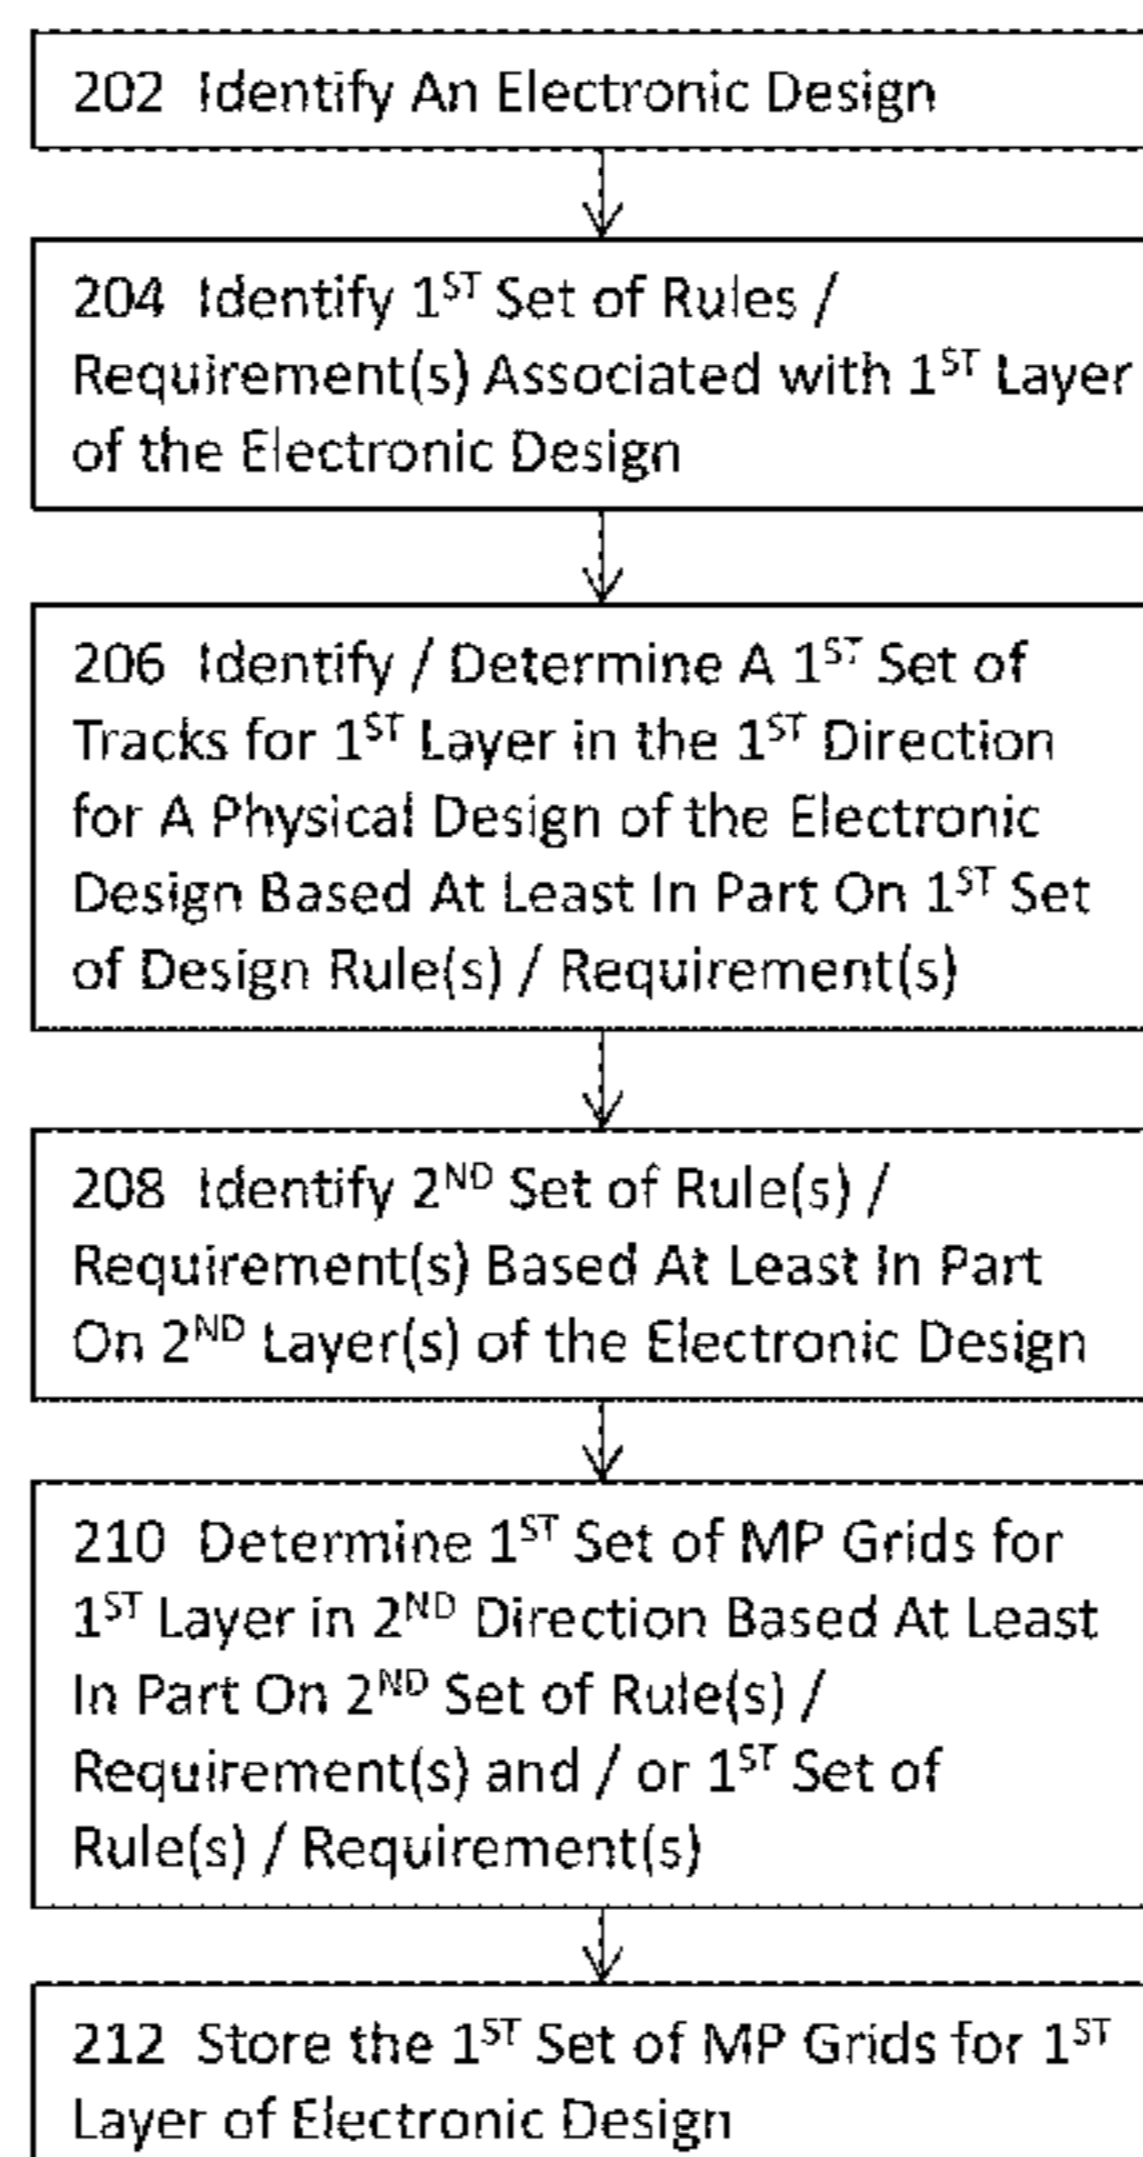 202 Identify An Electronic Design
204 Identify 1ST Set of Rules /
Requirement(s) Associated with 1ST Layer
of the Electronic Design
206 Identify / Determine A 1ST Set of
Tracks for 1ST Layer in the 1ST Direction
for A Physical Design of the Electronic
Design Based At Least In Part On 1ST Set
of Design Rule(s) / Requirement(s)
208 Identify 2ND Set of Rule(s) /
Requirement(s) Based At Least In Part
On 2ND Layer(s) of the Electronic Design
210 Determine 1ST Set of MP Grids for
1ST Layer in 2ND Direction Based At Least
In Part On 2ND Set of Rule(s) /
Requirement(s) and / or 1ST Set of
Rule(s) / Requirement(s)
212 Store the 1ST Set of MP Grids for 1ST
Layer of Electronic Design